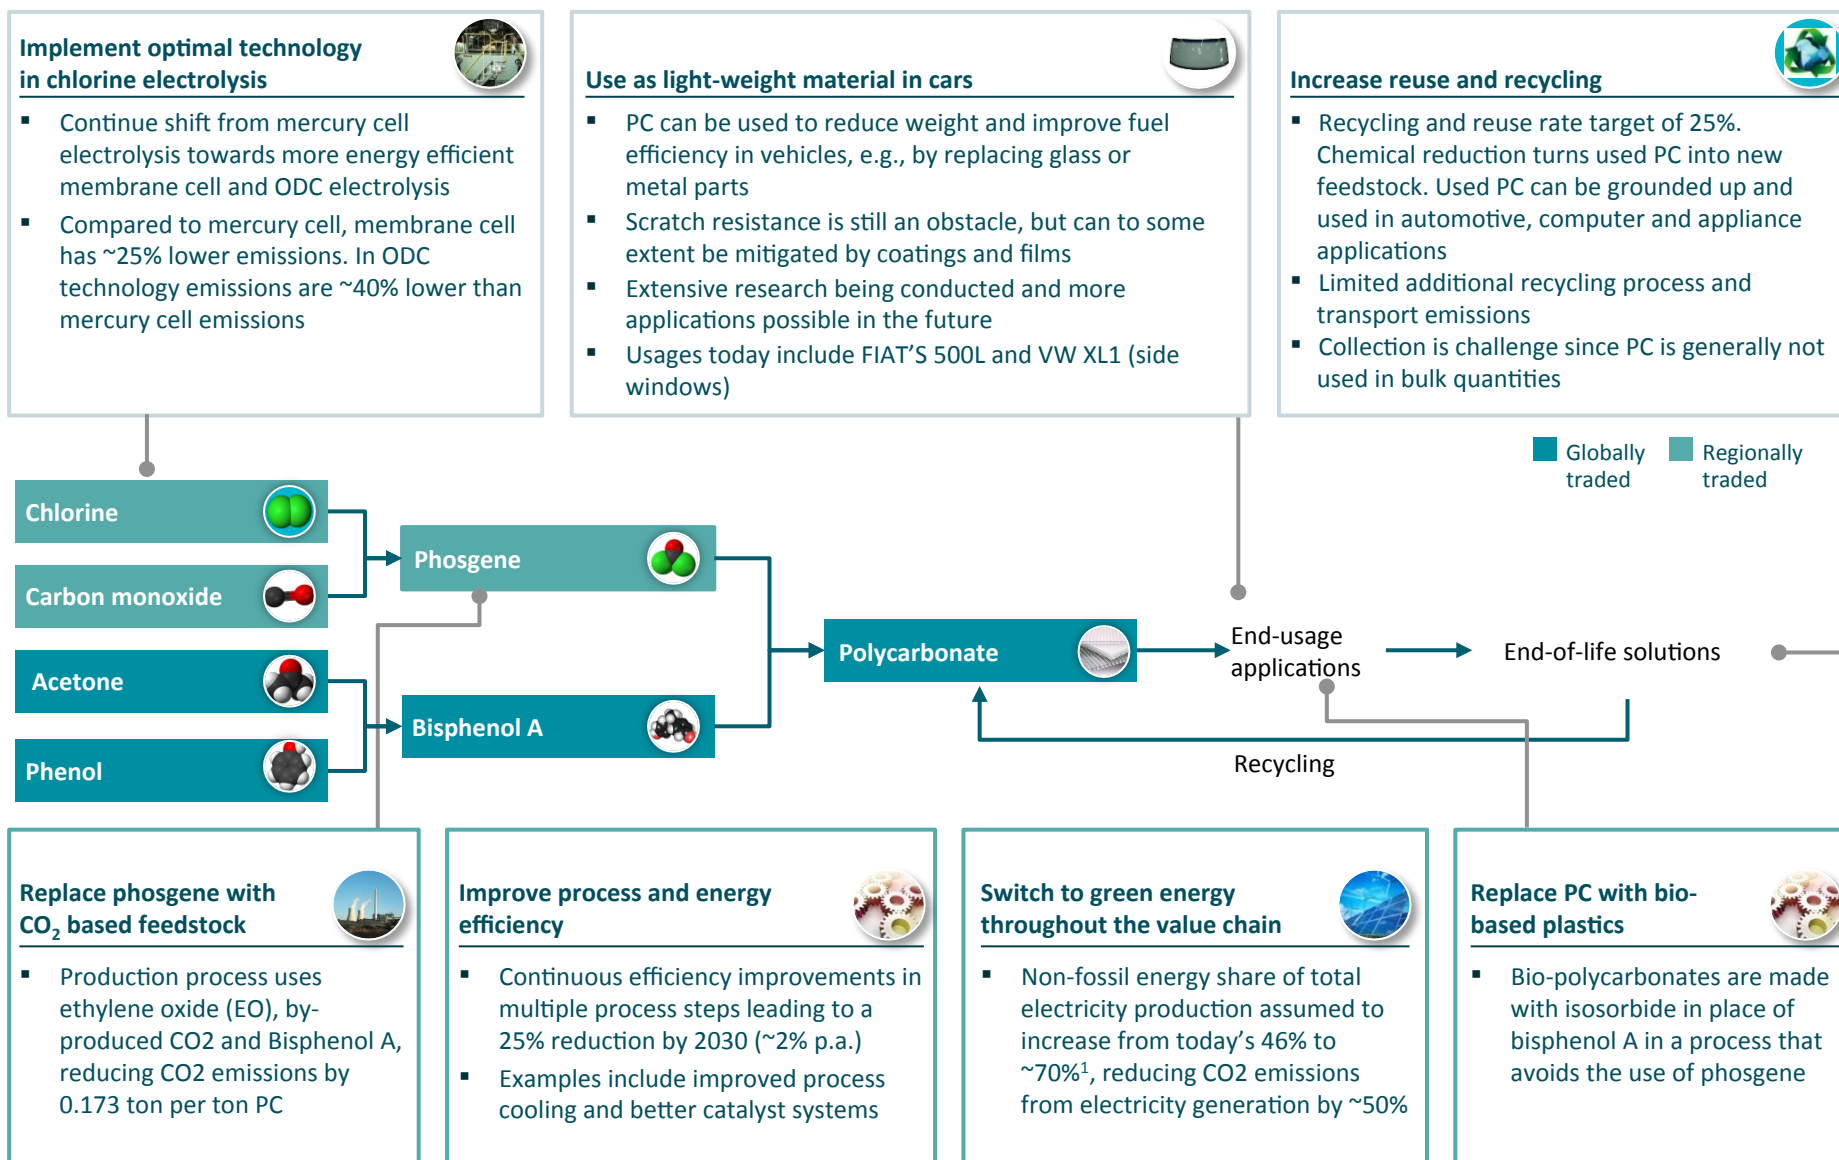 Implement optimal technology
in chlorine electrolysis
▪ Continue shift from mercury cell
electrolysis towards more energy efficient
membrane cell and ODC electrolysis
▪ Compared to mercury cell, membrane cell
has ~25% lower emissions. In ODC
technology emissions are ~40% lower than
mercury cell emissions
Use as light-weight material in cars
▪ PC can be used to reduce weight and improve fuel
efficiency in vehicles, e.g., by replacing glass or
metal parts
▪ Scratch resistance is still an obstacle, but can to some
extent be mitigated by coatings and films
▪ Extensive research being conducted and more
applications possible in the future
▪ Usages today include FIAT'S 500L and VW XL1 (side
windows)
Increase reuse and recycling
▪ Recycling and reuse rate target of 25%.
Chemical reduction turns used PC into new
feedstock. Used PC can be grounded up and
used in automotive, computer and appliance
applications
▪ Limited additional recycling process and
transport emissions
▪ Collection is challenge since PC is generally not
used in bulk quantities
Globally
traded
Regionally
traded
Chlorine
Carbon monoxide
Acetone
Phenol
Phosgene
Bisphenol A
Polycarbonate
End-usage
applications
End-of-life solutions
Recycling
Replace phosgene with
CO₂ based feedstock
▪ Production process uses
ethylene oxide (EO), by-
produced CO2 and Bisphenol A,
reducing CO2 emissions by
0.173 ton per ton PC
Improve process and energy
efficiency
▪ Continuous efficiency improvements in
multiple process steps leading to a
25% reduction by 2030 (~2% p.a.)
▪ Examples include improved process
cooling and better catalyst systems
Switch to green energy
throughout the value chain
▪ Non-fossil energy share of total
electricity production assumed to
increase from today's 46% to
~70%¹, reducing CO2 emissions
from electricity generation by ~50%
Replace PC with bio-
based plastics
▪ Bio-polycarbonates are made
with isosorbide in place of
bisphenol A in a process that
avoids the use of phosgene